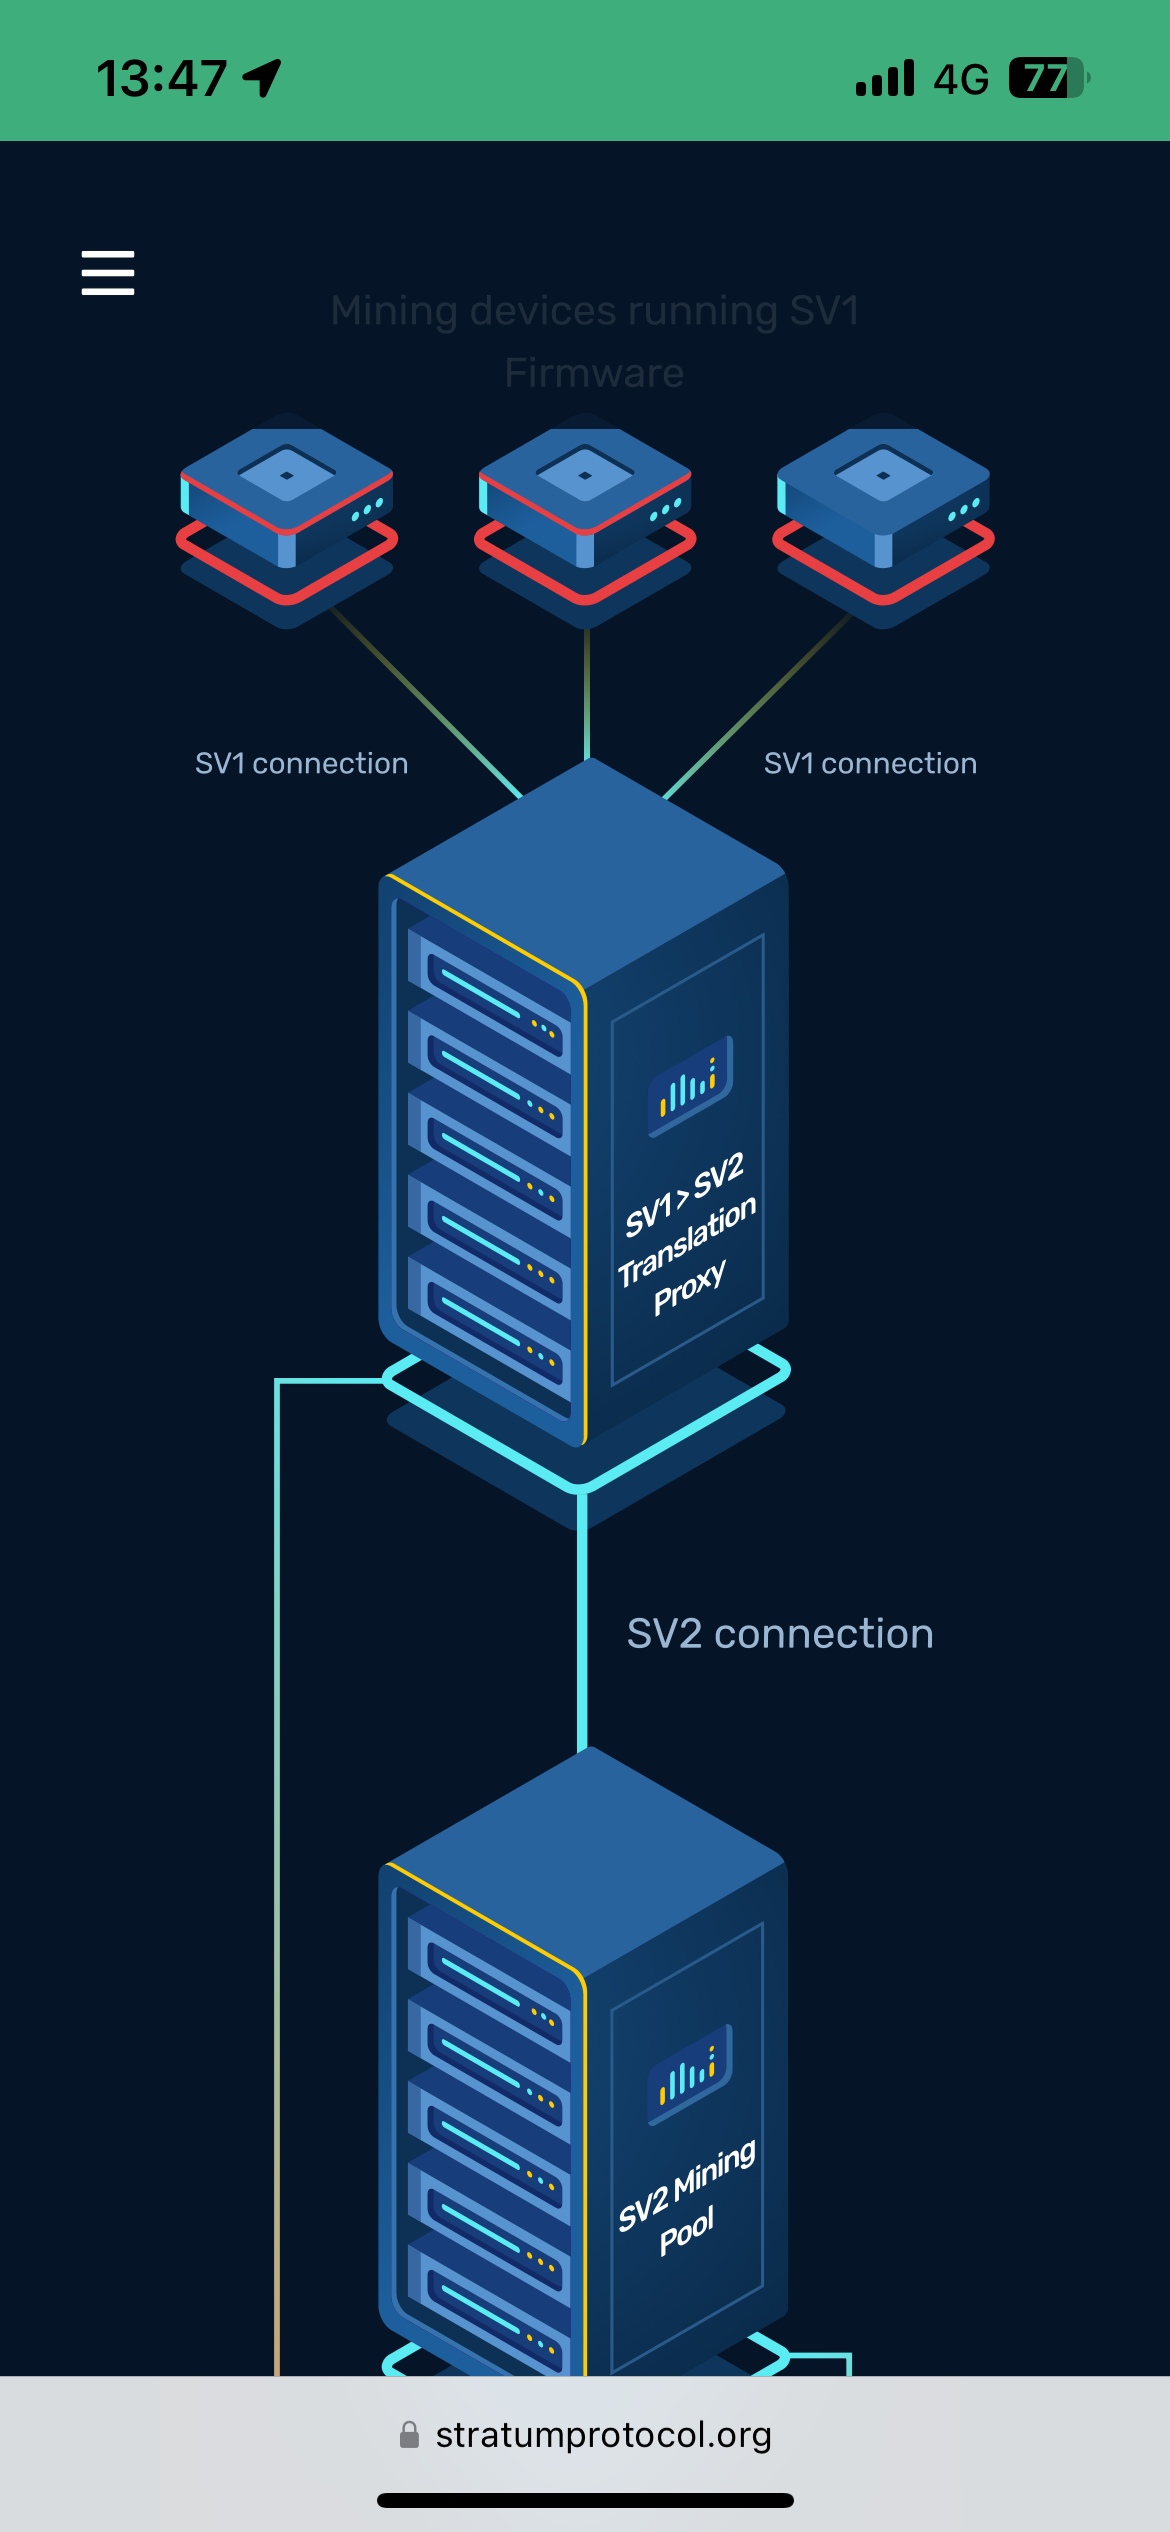 13:47
4G
77
Mining devices running SV1
Firmware
SV1 connection
SV1 connection
SV1 > SV2
Translation
Proxy
SV2 connection
SV2 Mining
Pool
stratumprotocol.org